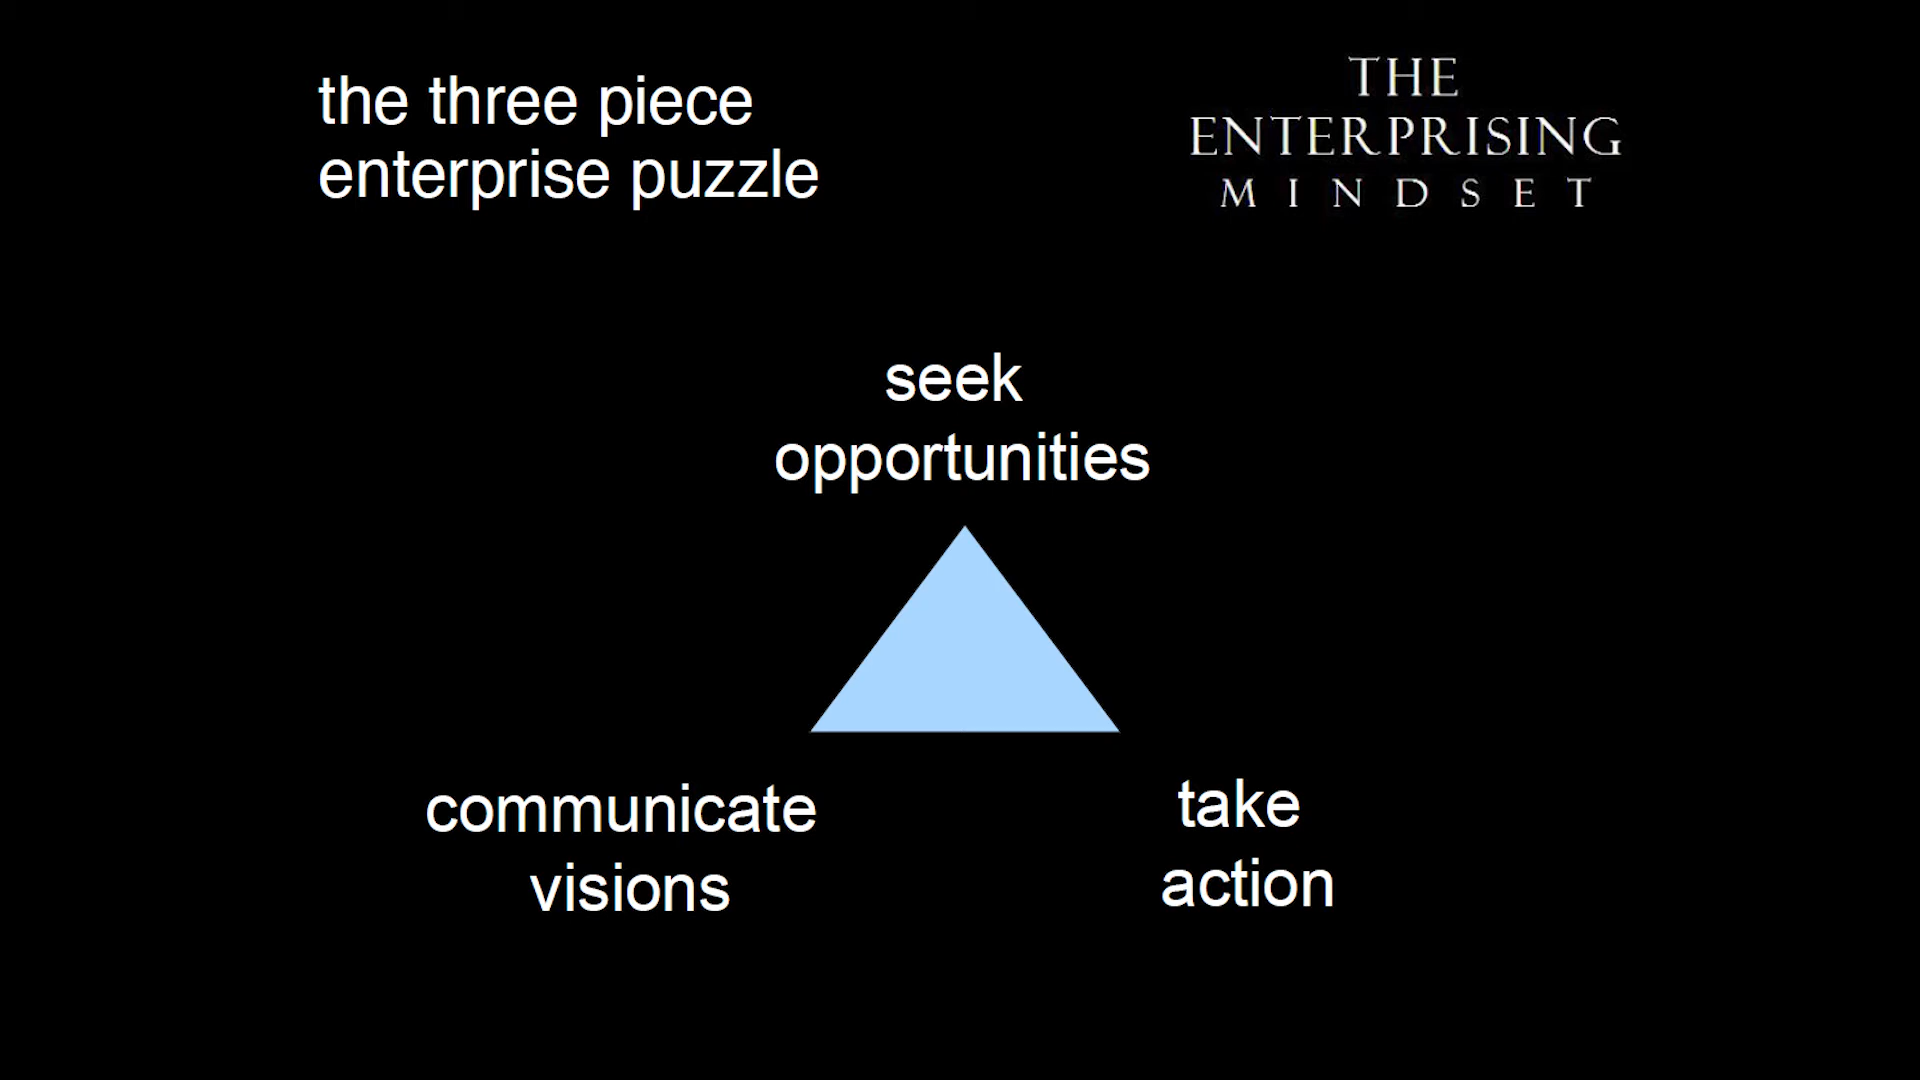 the three piece
enterprise puzzle
THE
ENTERPRISING
MINDSET
seek
opportunities
communicate
visions
take
action